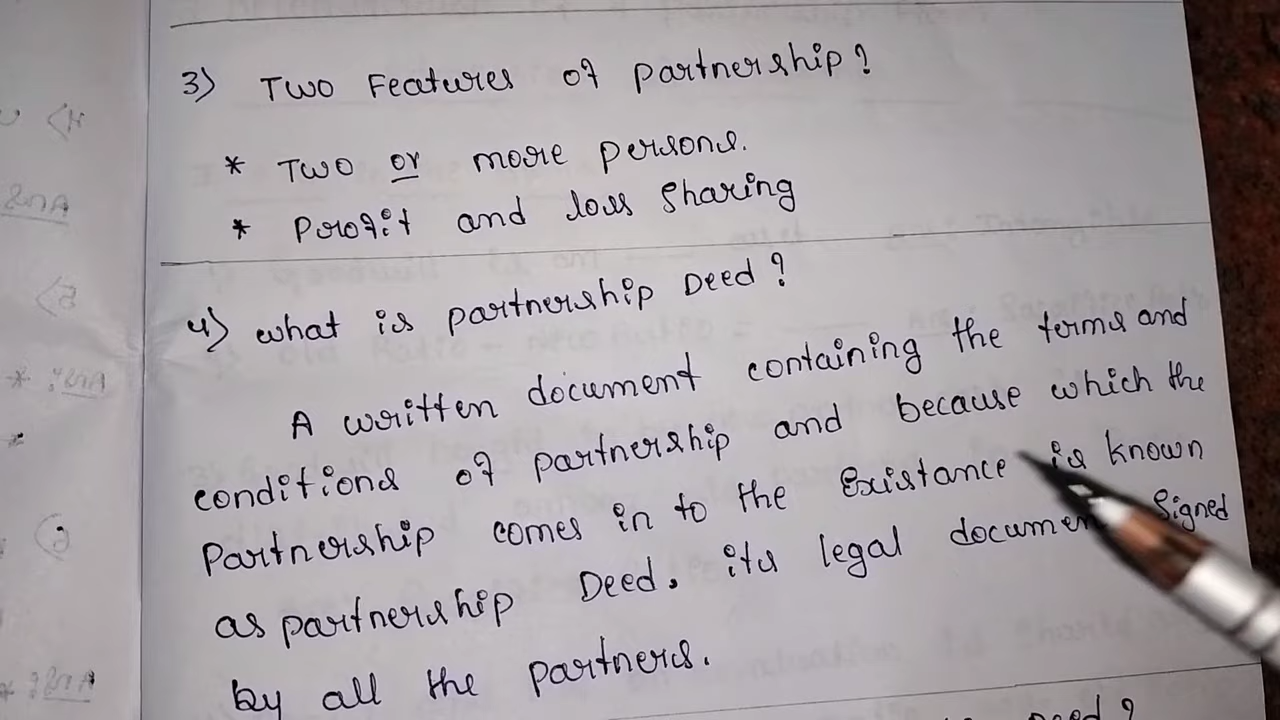 3) Two Features of partnership?
* Two or more persons.
* Profit and loss sharing
4) what is partnership Deed?
A written document containing the terms and
conditions of partnership and because which the
Partnership comes in to the Existance is known
as partnership Deed. its legal document Signed
by all the partners.
Deed?